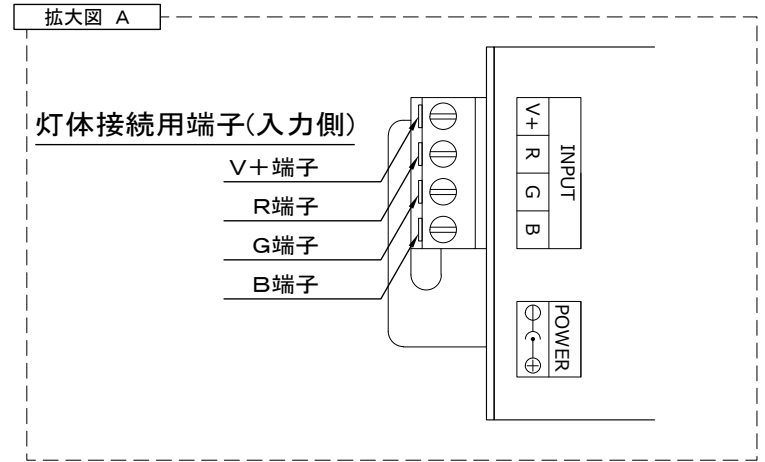 拡大図 A
灯体接続用端子(入力側)
V+端子
R端子
G端子
B端子
V+
R
G
B
INPUT
POWER